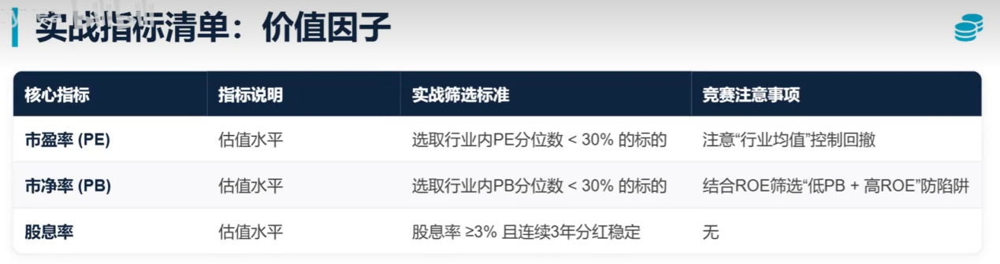 实战指标清单：价值因子
核心指标 指标说明 实战筛选标准 竞赛注意事项
市盈率 (PE) 估值水平 选取行业内PE分位数 < 30% 的标的 注意“行业均值”控制回撤
市净率 (PB) 估值水平 选取行业内PB分位数 < 30% 的标的 结合ROE筛选“低PB + 高ROE”防陷阱
股息率 估值水平 股息率 ≥3% 且连续3年分红稳定 无